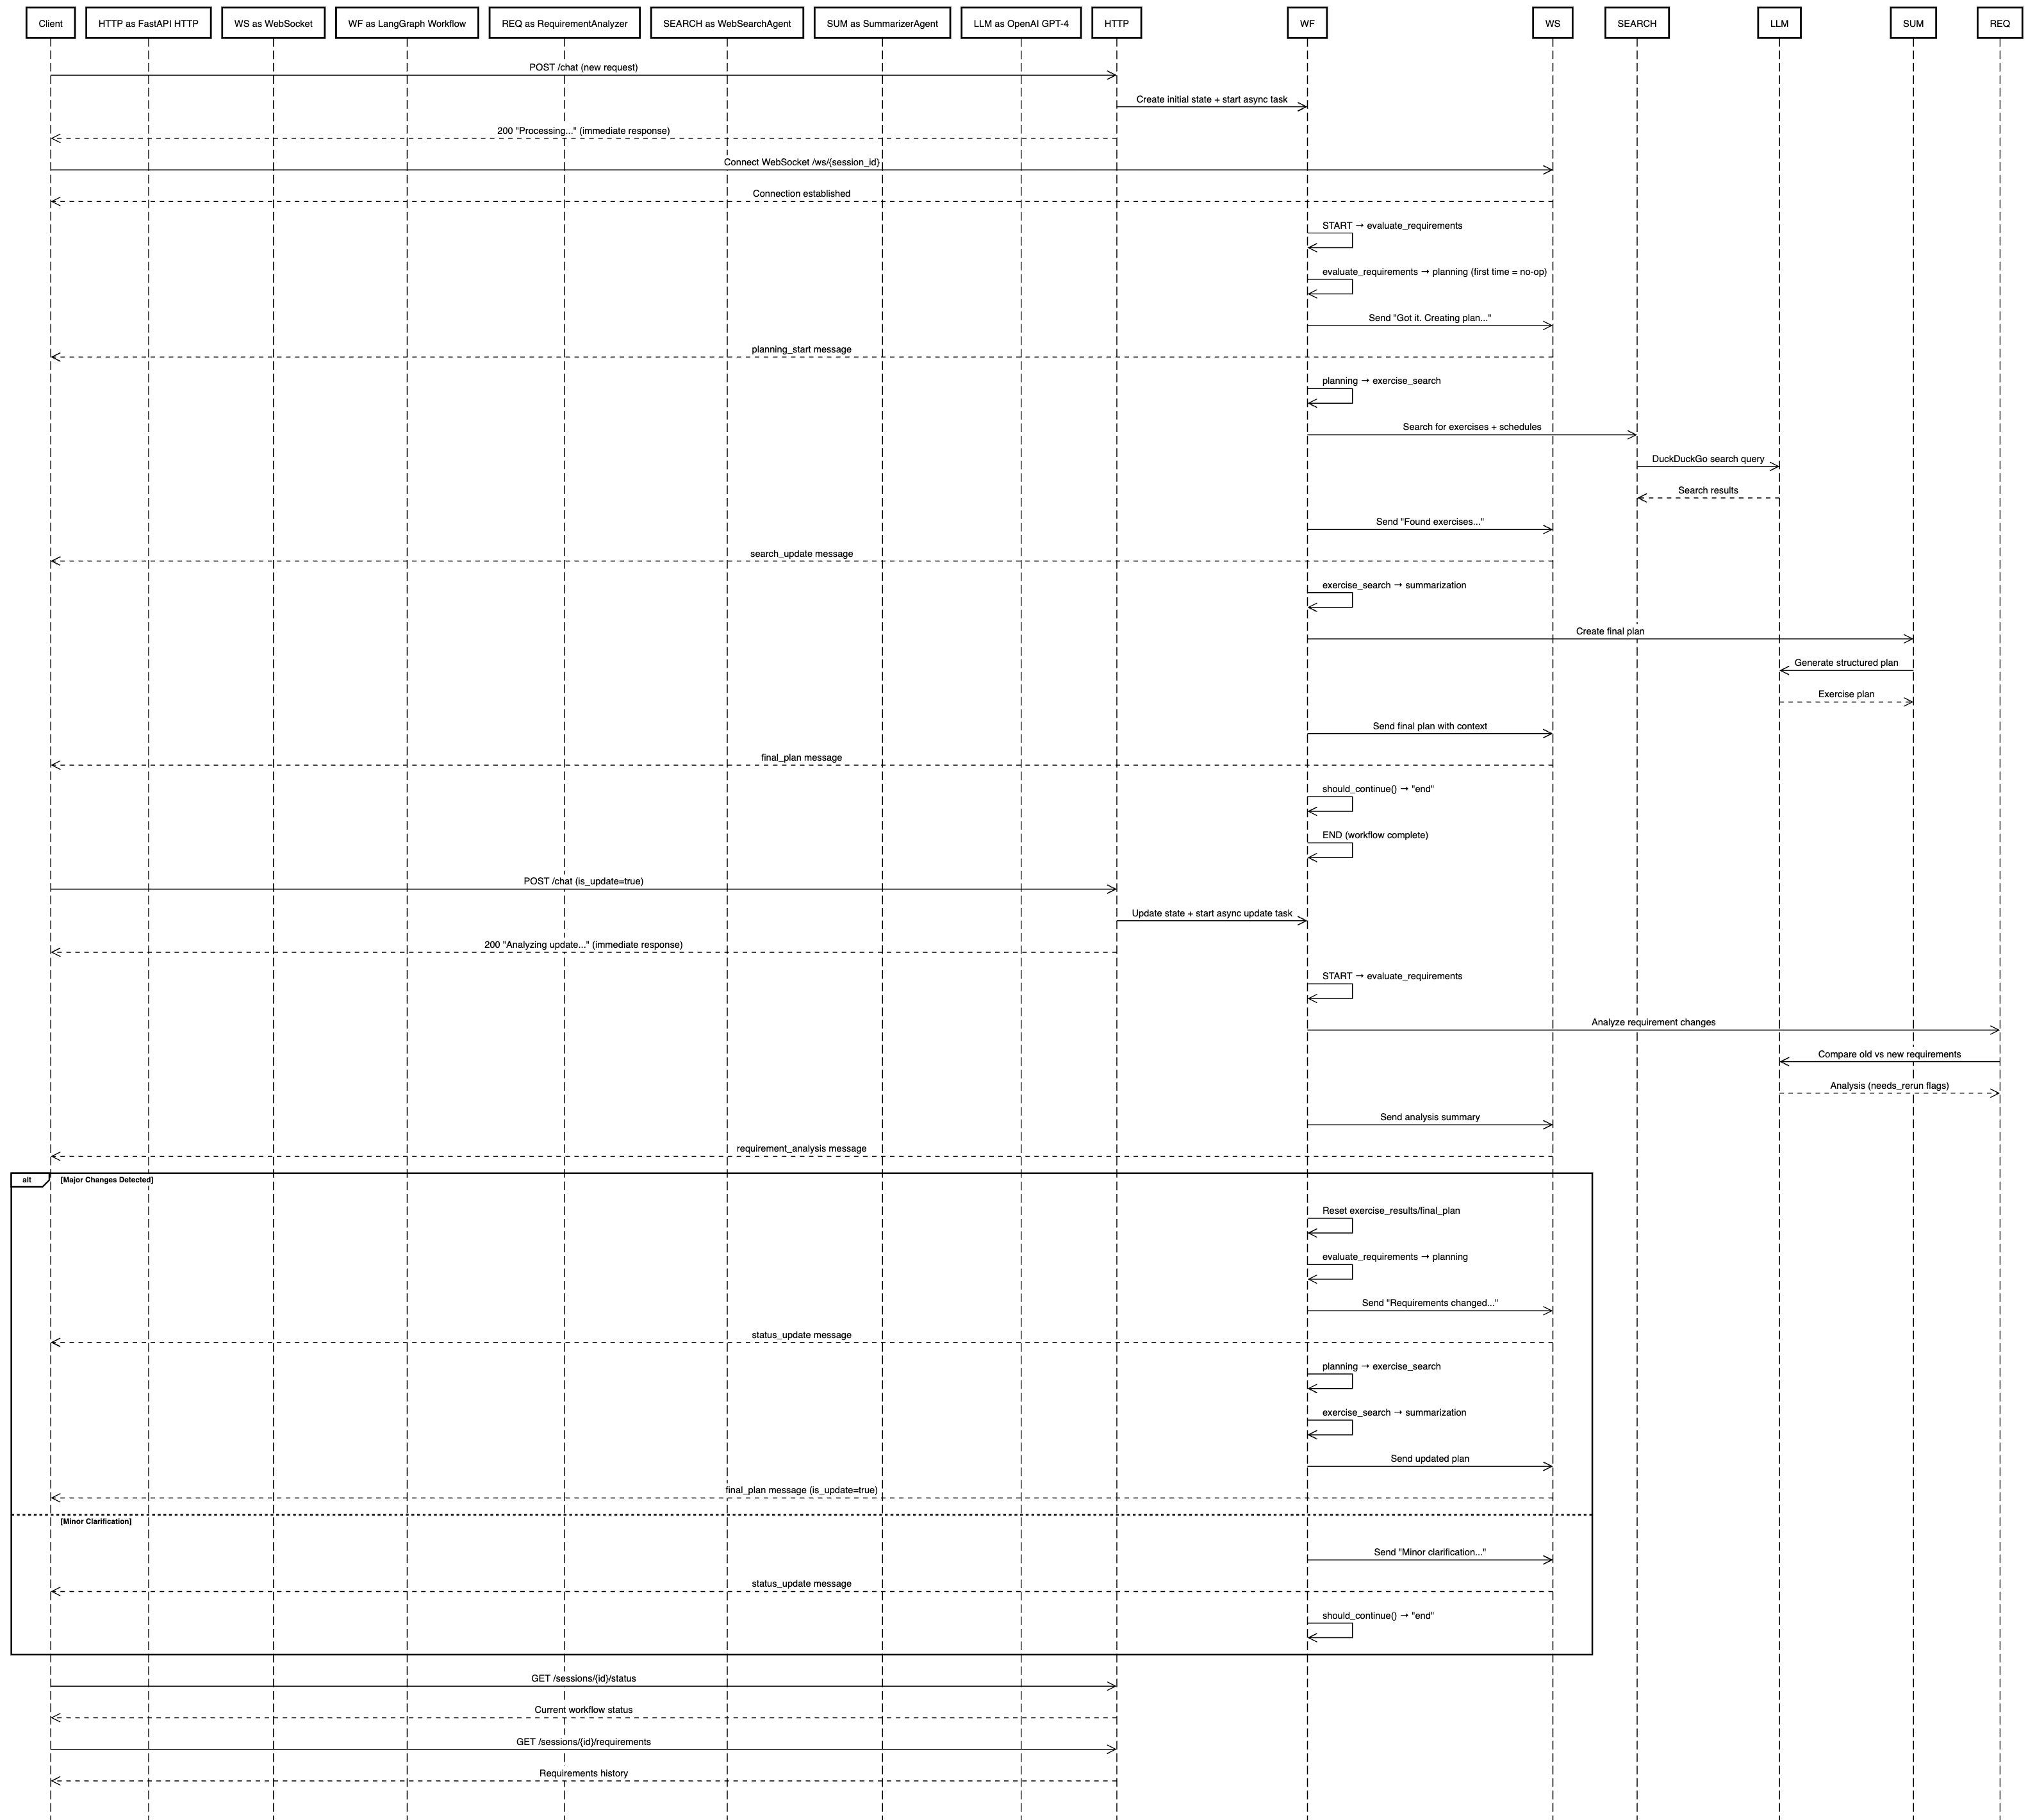 Client
HTTP as FastAPI HTTP
WS as WebSocket
WF as LangGraph Workflow
REQ as RequirementAnalyzer
SEARCH as WebSearchAgent
SUM as SummarizerAgent
LLM as OpenAI GPT-4
HTTP
WF
WS
SEARCH
LLM
SUM
REQ
POST /chat (new request)
Create initial state + start async task
200 "Processing..." (immediate response)
Connect WebSocket /ws/{session_id}
Connection established
START → evaluate_requirements
evaluate_requirements → planning (first time = no-op)
Send "Got it. Creating plan..."
planning_start message
planning → exercise_search
Search for exercises + schedules
DuckDuckGo search query
Search results
Send "Found exercises..."
search_update message
exercise_search → summarization
Create final plan
Generate structured plan
Exercise plan
Send final plan with context
final_plan message
should_continue() → "end"
END (workflow complete)
POST /chat (is_update=true)
Update state + start async update task
200 "Analyzing update..." (immediate response)
START → evaluate_requirements
Analyze requirement changes
Compare old vs new requirements
Analysis (needs_rerun flags)
Send analysis summary
requirement_analysis message
alt
[Major Changes Detected]
Reset exercise_results/final_plan
evaluate_requirements → planning
Send "Requirements changed..."
status_update message
planning → exercise_search
exercise_search → summarization
Send updated plan
final_plan message (is_update=true)
[Minor Clarification]
Send "Minor clarification..."
status_update message
should_continue() → "end"
GET /sessions/{id}/status
Current workflow status
GET /sessions/{id}/requirements
Requirements history